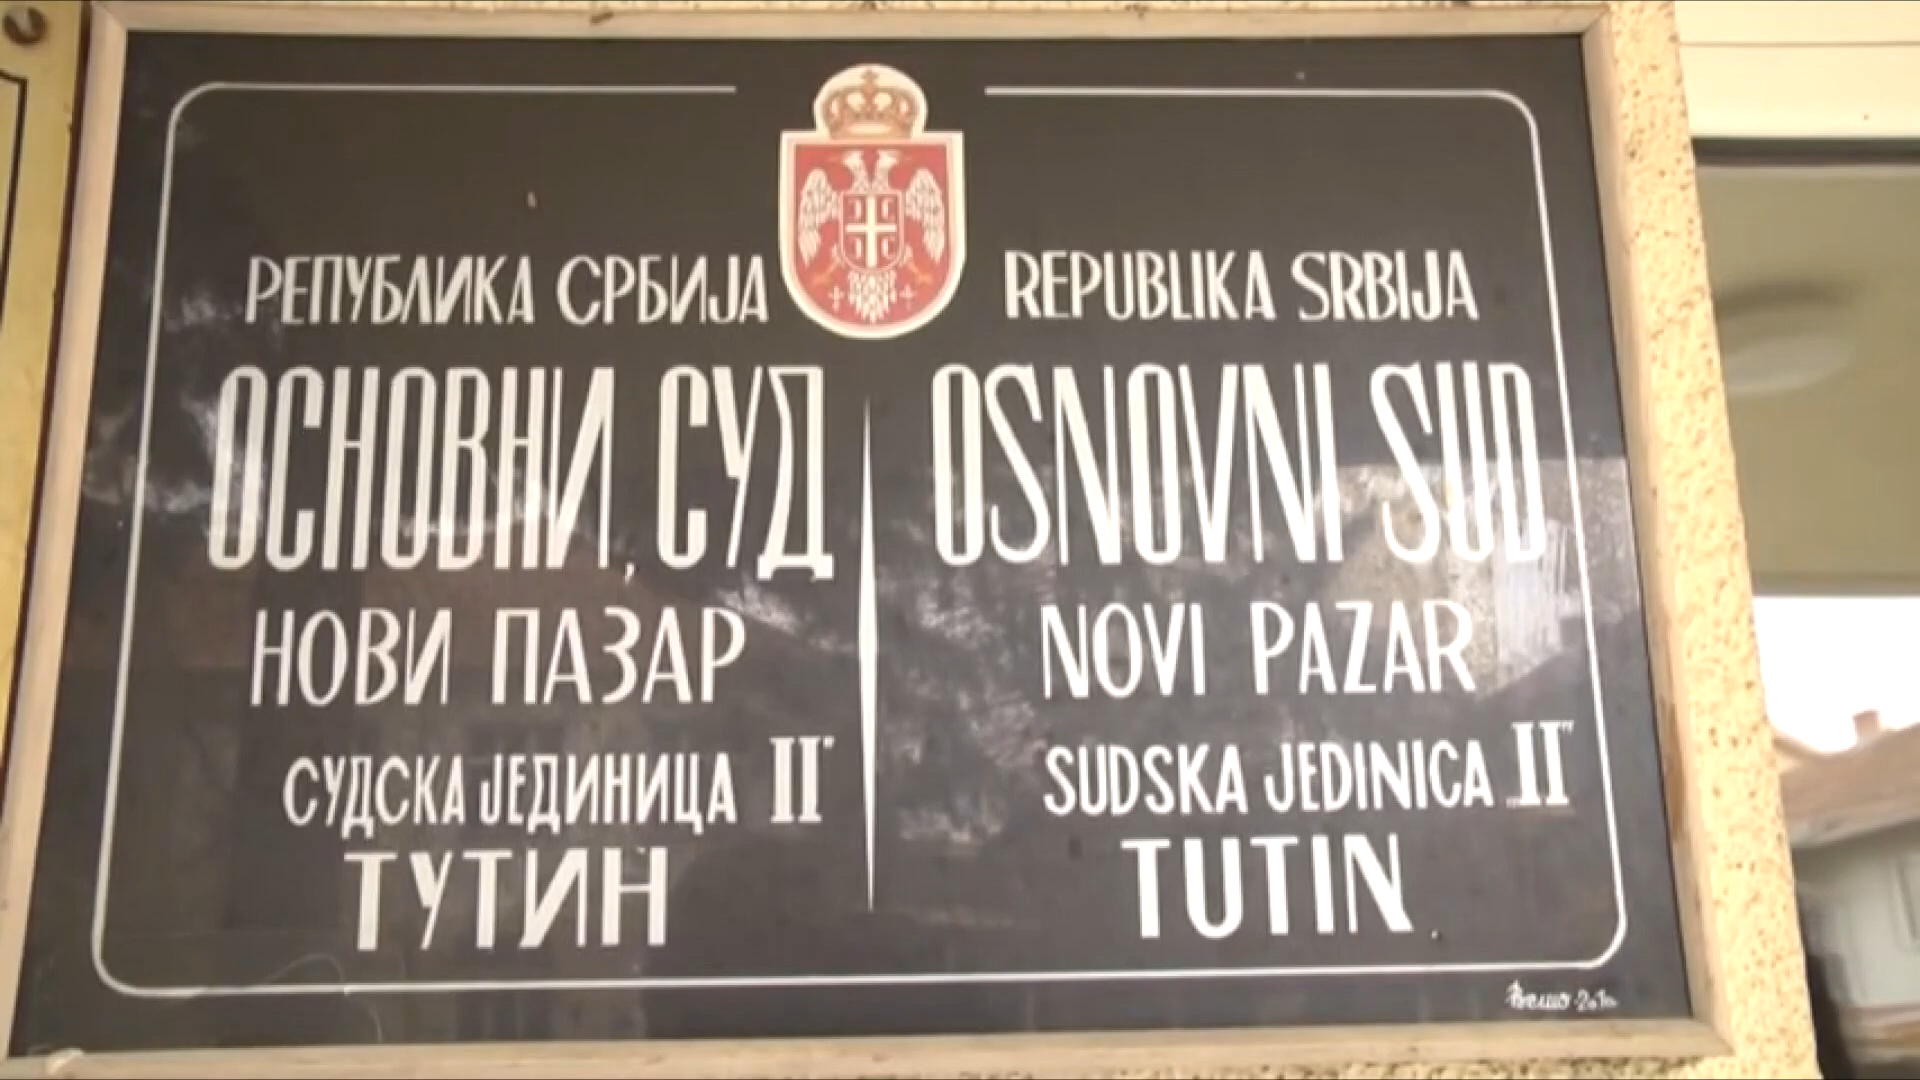 РЕПУБЛИКА СРБИЈА
ОСНОВНИ СУД
НОВИ ПАЗАР
СУДСКА ЈЕДИНИЦА II"
ТУТИН
REPUBLIKA SRBIJA
OSNOVNI SUD
NOVI PAZAR
SUDSKA JEDINICA „II"
TUTIN